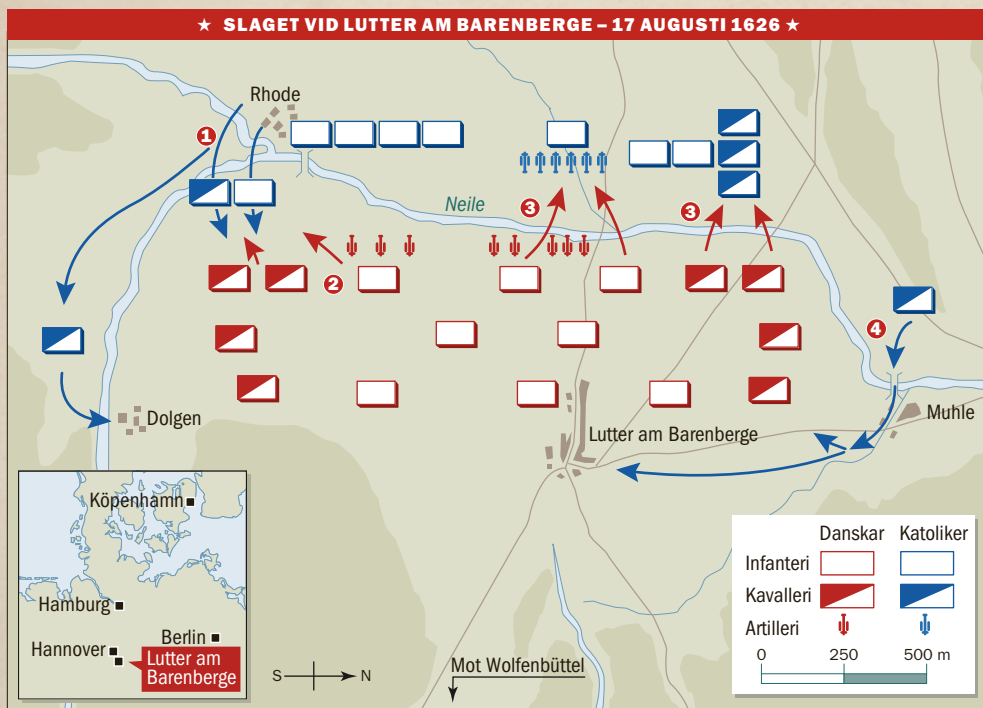 ★ SLAGET VID LUTTER AM BARENBERGE – 17 AUGUSTI 1626 ★
Rhode
1
Neile
3
3
2
4
Dolgen
Lutter am Barenberge
Muhle
Köpenhamn
Hamburg
Berlin
Hannover
Lutter am
Barenberge
S N
Mot Wolfenbüttel
Danskar Katoliker
Infanteri
Kavalleri
Artilleri
0 250 500 m